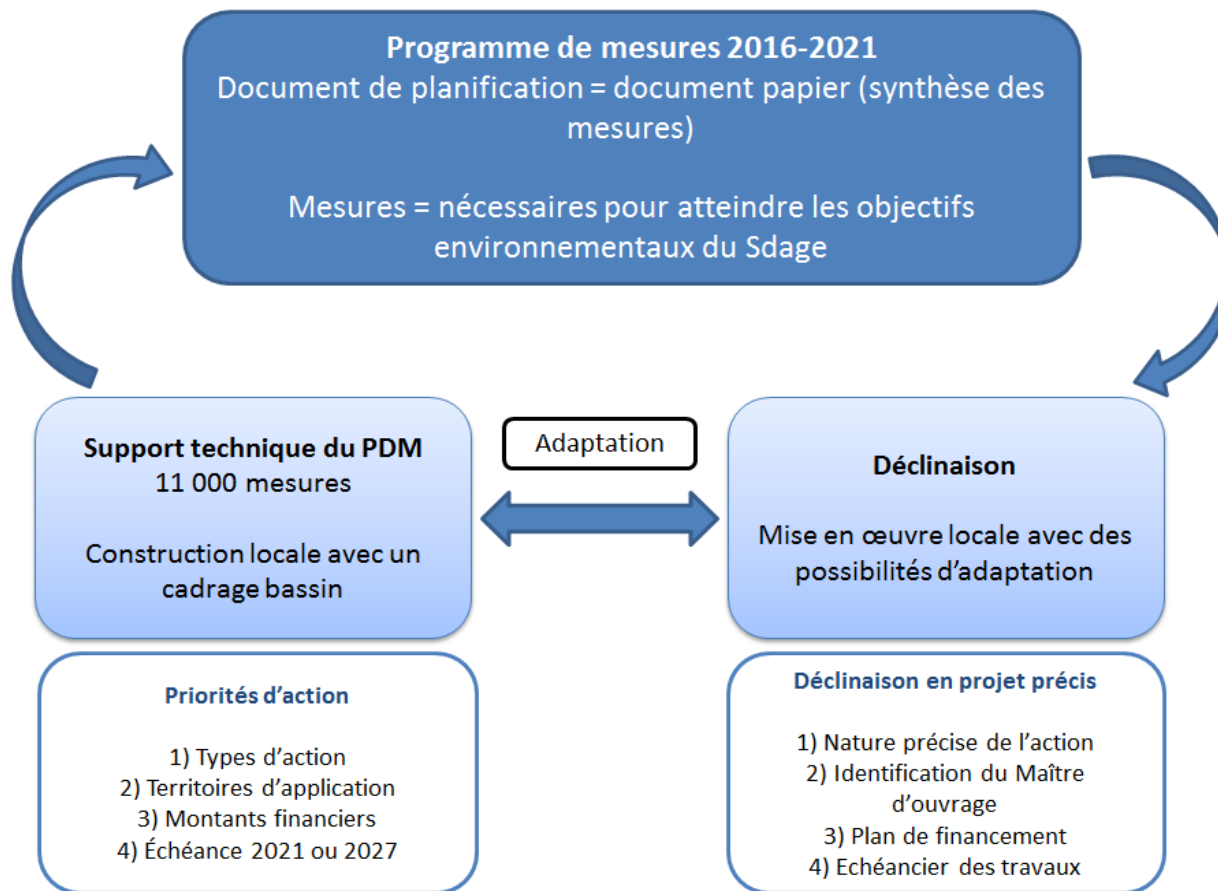 Programme de mesures 2016-2021
Document de planification = document papier (synthèse des
mesures)
Mesures = nécessaires pour atteindre les objectifs
environnementaux du Sdage
Support technique du PDM
11 000 mesures
Construction locale avec un
cadrage bassin
Adaptation
Déclinaison
Mise en œuvre locale avec des
possibilités d'adaptation
Priorités d'action
1) Types d'action
2) Territoires d'application
3) Montants financiers
4) Échéance 2021 ou 2027
Déclinaison en projet précis
1) Nature précise de l'action
2) Identification du Maître
d'ouvrage
3) Plan de financement
4) Echéancier des travaux